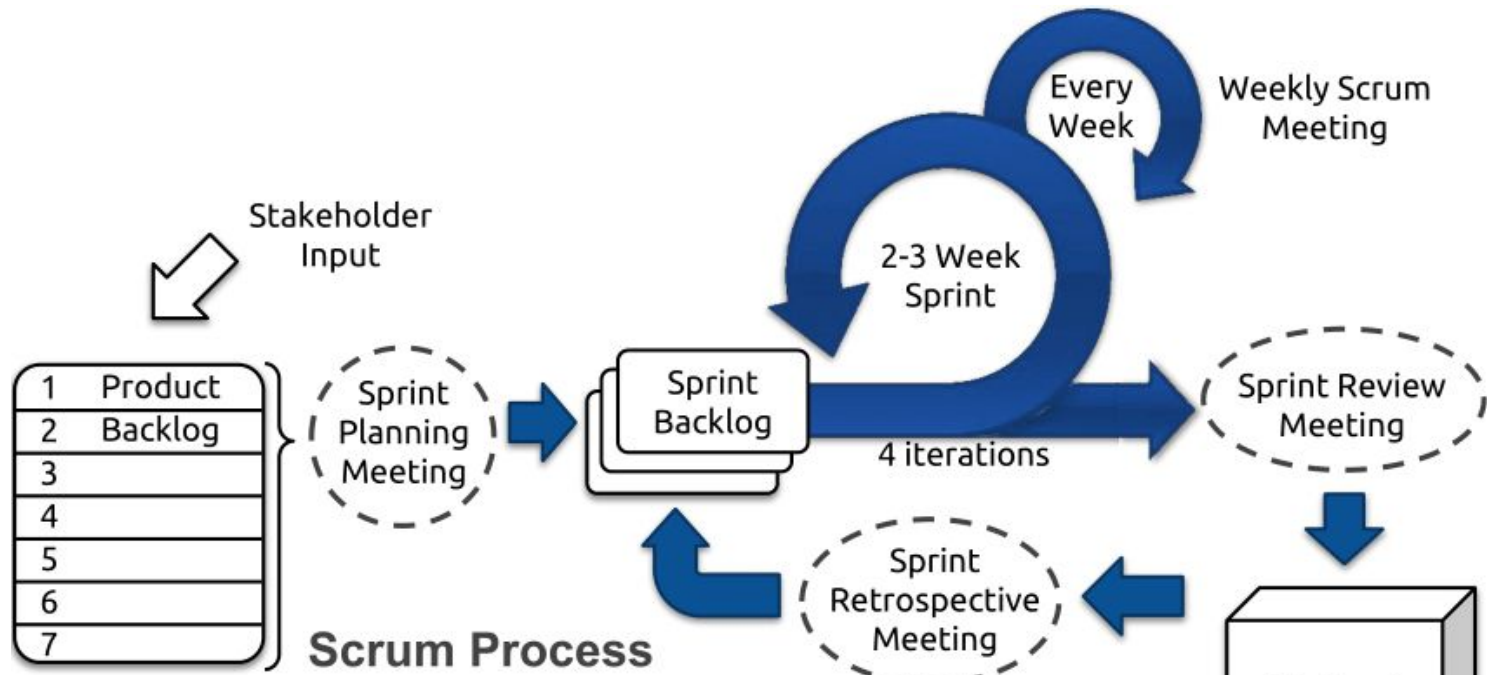 Every
Week
Weekly Scrum
Meeting
Stakeholder
Input
2-3 Week
Sprint
1 Product
2 Backlog
3
4
5
6
7
Sprint
Planning
Meeting
Sprint
Backlog
4 iterations
Sprint Review
Meeting
Sprint
Retrospective
Meeting
Scrum Process